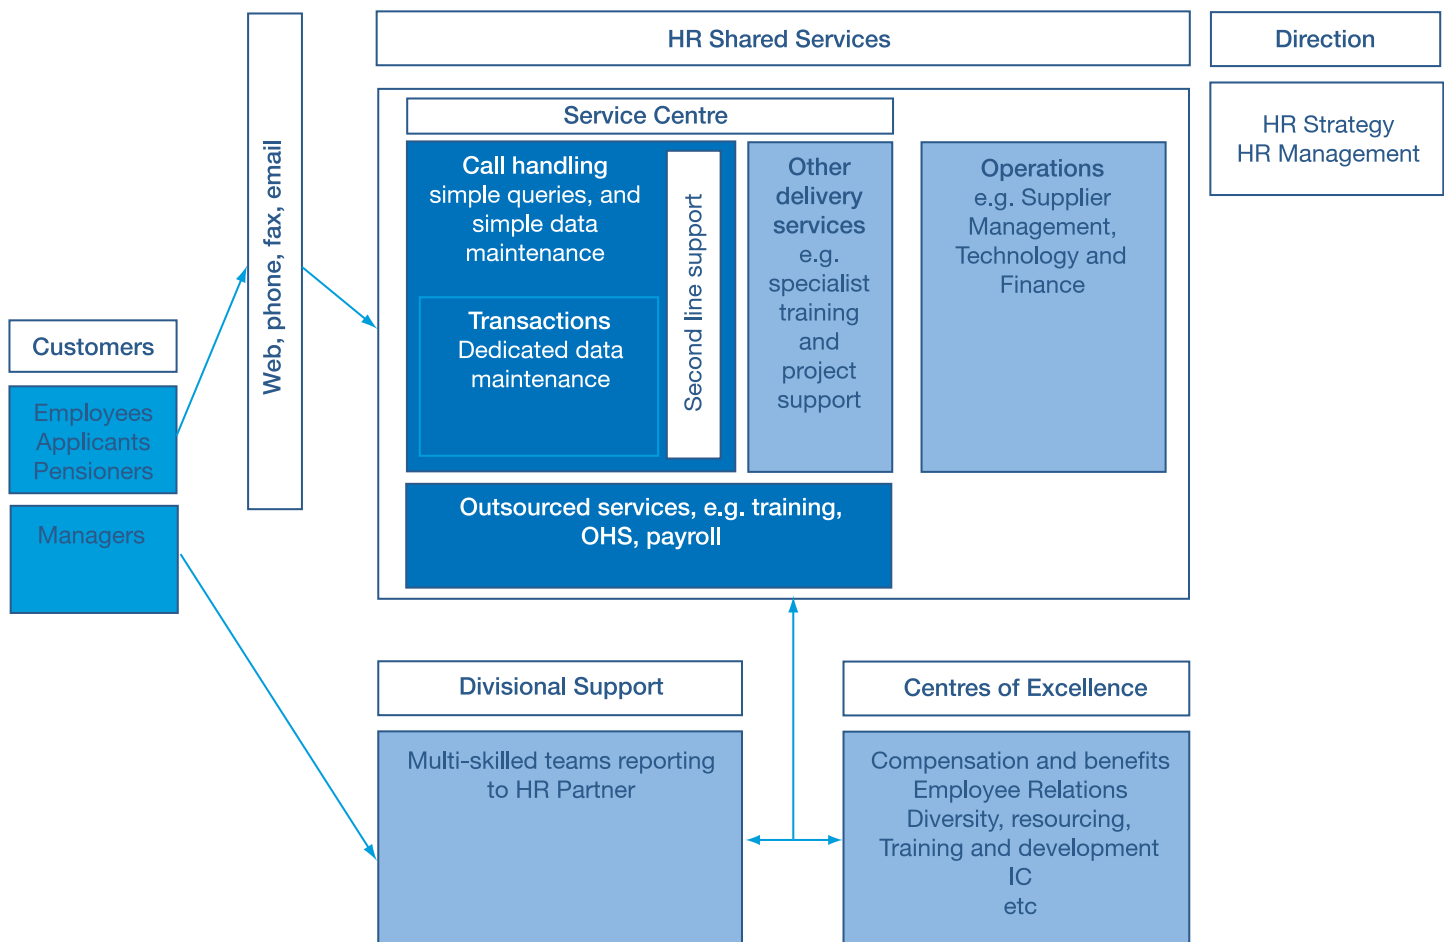 HR Shared Services
Direction
HR Strategy
HR Management
Web, phone, fax, email
Service Centre
Call handling
simple queries, and
simple data
maintenance
Transactions
Dedicated data
maintenance
Second line support
Other
delivery
services
e.g.
specialist
training
and
project
support
Operations
e.g. Supplier
Management,
Technology and
Finance
Customers
Employees
Applicants
Pensioners
Managers
Outsourced services, e.g. training,
OHS, payroll
Divisional Support
Multi-skilled teams reporting
to HR Partner
Centres of Excellence
Compensation and benefits
Employee Relations
Diversity, resourcing,
Training and development
IC
etc